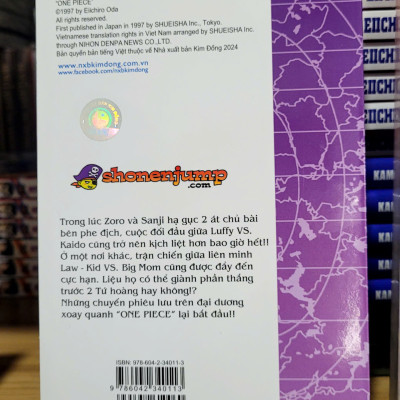 "ONE PIECE"
©1997 by Eiichiro Oda
All rights reserved.
First published in Japan in 1997 by SHUEISHA Inc., Tokyo.
Vietnamese translation rights in Viet Nam arranged by SHUEISHA Inc.
through NIHON DENPA NEWS CO.,LTD.
Bản quyền bản tiếng Việt thuộc về Nhà xuất bản Kim Đồng 2024
www.nxbkimdong.com.vn
www.facebook.com/nxbkimdong
shonenjump
.com
Trong lúc Zoro và Sanji hạ gục 2 át chủ bài
bên phe địch, cuộc đối đầu giữa Luffy VS.
Kaido cũng trở nên kịch liệt hơn bao giờ hết!!
Ở một nơi khác, trận chiến giữa liên minh
Law - Kid VS. Big Mom cũng được đẩy đến
cực hạn. Liệu họ có thể giành phần thắng
trước 2 Tứ hoàng hay không!?
Những chuyến phiêu lưu trên đại dương
xoay quanh "ONE PIECE" lại bắt đầu!!
ISBN: 978-604-2-34011-3
9 786042 340113